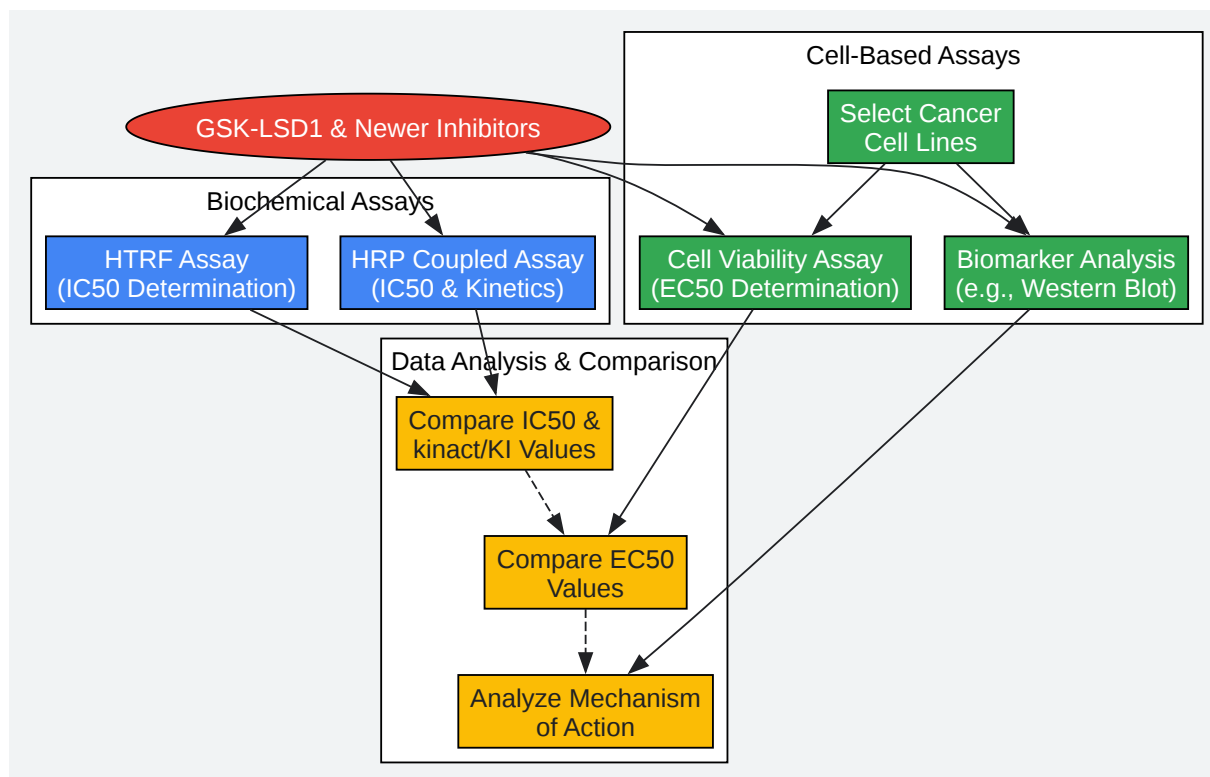 Cell-Based Assays
Select Cancer
Cell Lines
GSK-LSD1 & Newer Inhibitors
Biochemical Assays
HTRF Assay
(IC50 Determination)
HRP Coupled Assay
(IC50 & Kinetics)
Cell Viability Assay
(EC50 Determination)
Biomarker Analysis
(e.g., Western Blot)
Data Analysis & Comparison
Compare IC50 &
kinact/KI Values
Compare EC50
Values
Analyze Mechanism
of Action